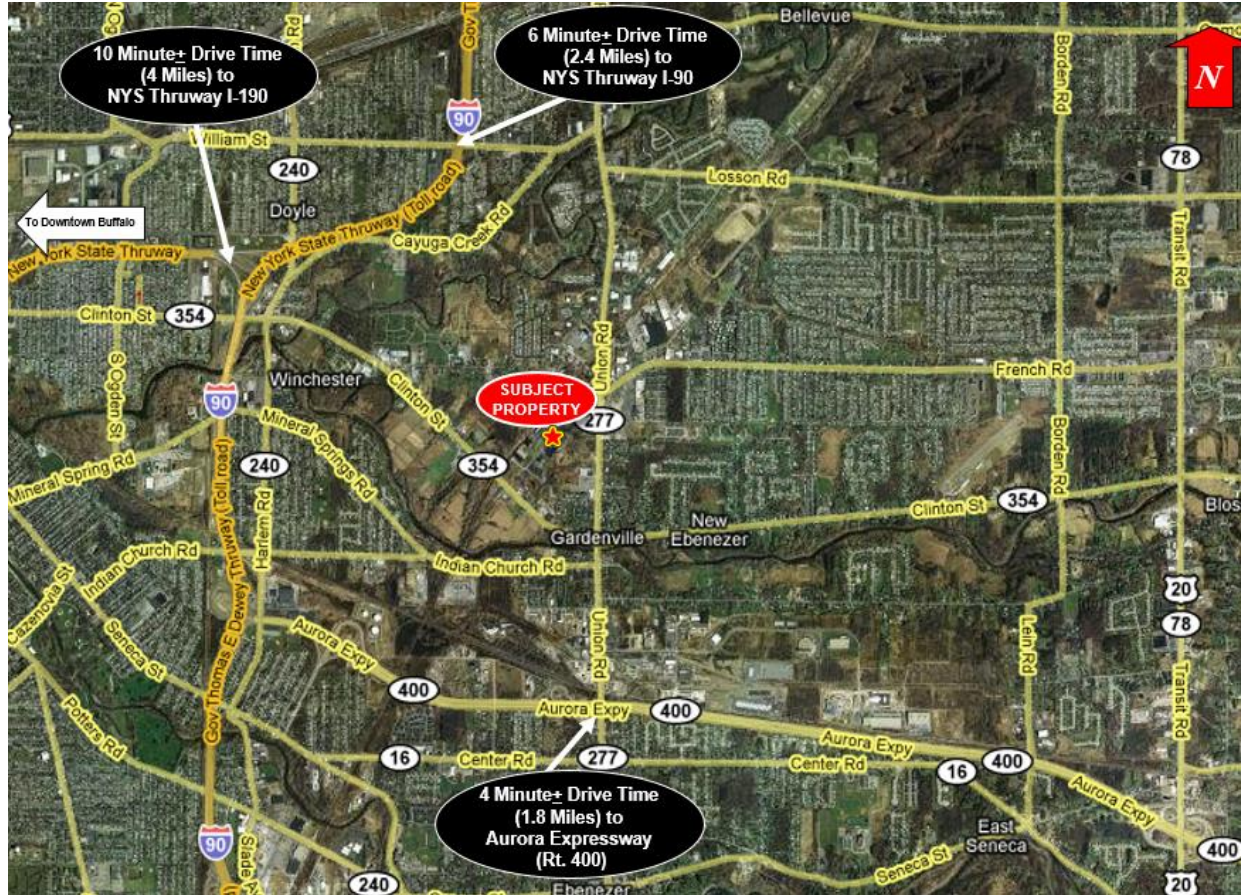 Bellevue
10 Minute± Drive Time
(4 Miles) to
NYS Thruway I-190
6 Minute± Drive Time
(2.4 Miles) to
NYS Thruway I-90
N
90
William St
240
Doyle
Borden Rd
78
Losson Rd
To Downtown Buffalo
New York State Thruway
New York State Thruway (Toll road)
Cayuga Creek Rd
Transit Rd
Clinton St
354
S Ogden St
Winchester
Clinton St
Union Rd
French Rd
SUBJECT
PROPERTY
90
277
Mineral Springs Rd
Mineral Spring Rd
240
354
Borden Rd
Clinton St
354
Blos
Harlem Rd
Gardenville
New
Ebenezer
Indian Church Rd
Indian Church Rd
Cazenovia St
Seneca St
Gov Thomas E Dewey Thruway (Toll road)
20
78
Aurora Expy
Union Rd
Lein Rd
Transit Rd
400
Aurora Expy
400
Potters Rd
Aurora Expy
16
Center Rd
277
Center Rd
16
400
Aurora Expy
4 Minute± Drive Time
(1.8 Miles) to
Aurora Expressway
(Rt. 400)
East
Seneca
90
Seneca St
400
240
Ebenezer
20